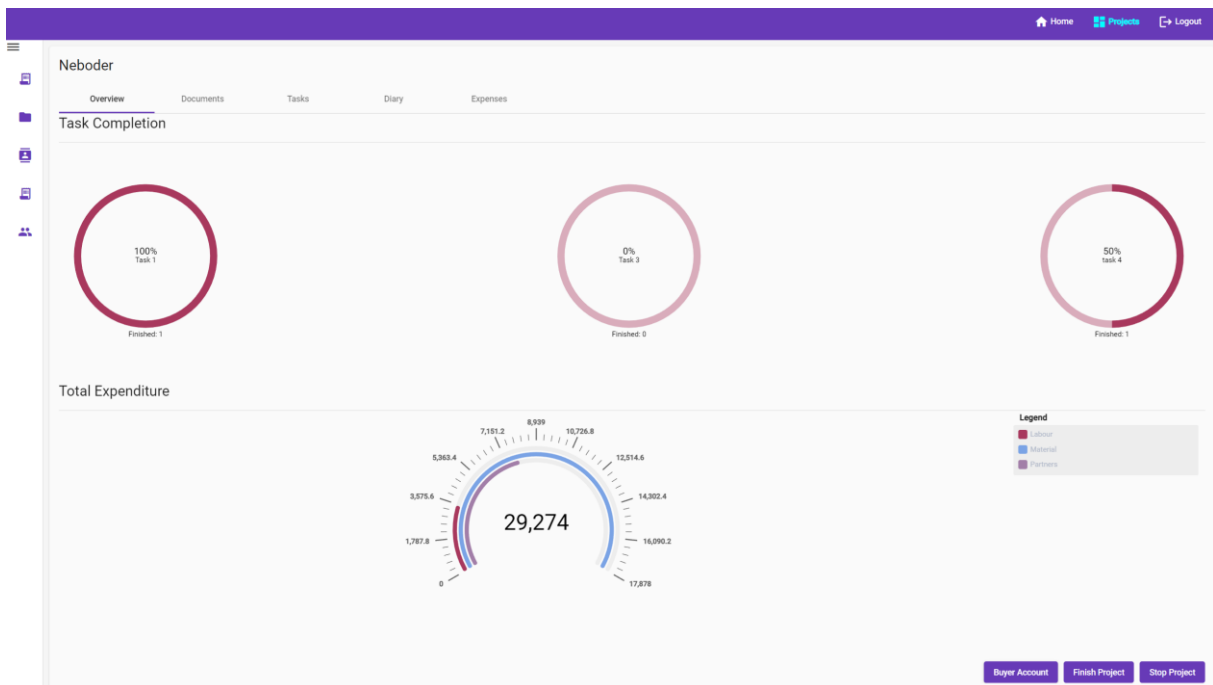 Home Projects Logout
Neboder
Overview Documents Tasks Diary Expenses
Task Completion
100%
Task 1
Finished: 1
0%
Task 3
Finished: 0
50%
task 4
Finished: 1
Total Expenditure
0
1,787.8
3,575.6
5,363.4
7,151.2
8,939
10,726.8
12,514.6
14,302.4
16,090.2
17,878
29,274
Legend
Labour
Material
Partners
Buyer Account Finish Project Stop Project